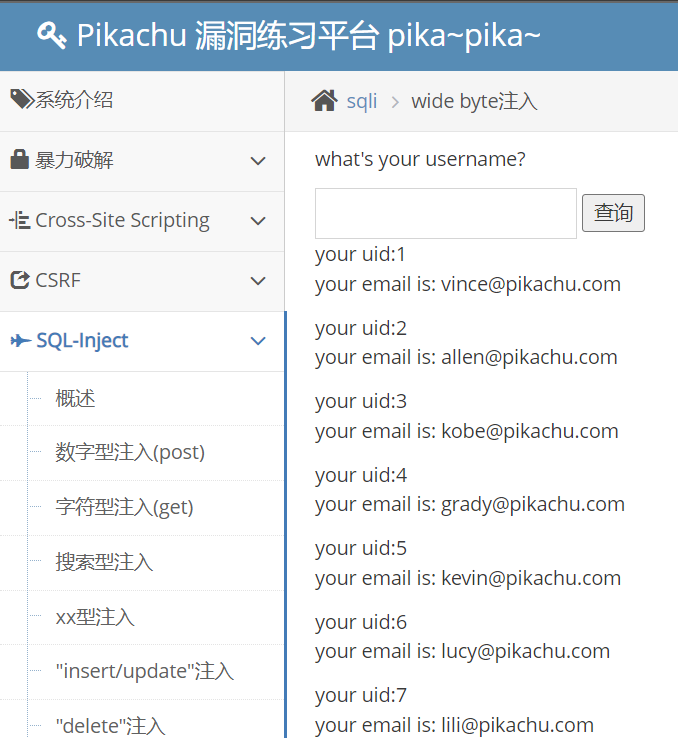 Pikachu 漏洞练习平台 pika~pika~
系统介绍
暴力破解
Cross-Site Scripting
CSRF
SQL-Inject
概述
数字型注入(post)
字符型注入(get)
搜索型注入
xx型注入
"insert/update"注入
"delete"注入
sqli > wide byte注入
what's your username?
查询
your uid:1
your email is: vince@pikachu.com
your uid:2
your email is: allen@pikachu.com
your uid:3
your email is: kobe@pikachu.com
your uid:4
your email is: grady@pikachu.com
your uid:5
your email is: kevin@pikachu.com
your uid:6
your email is: lucy@pikachu.com
your uid:7
your email is: lili@pikachu.com